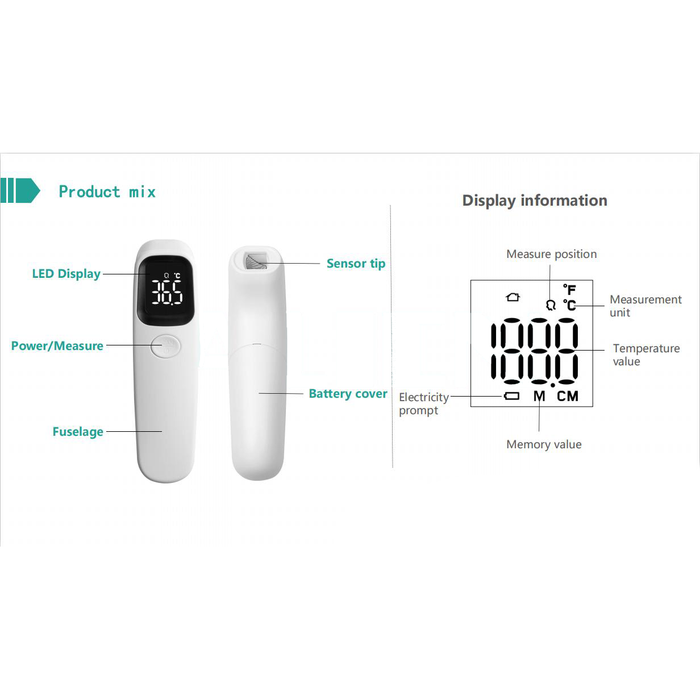 Product mix
LED Display
°C
36.5
Power/Measure
Fuselage
Sensor tip
Battery cover
Display information
Measure position
°F
°C
Measurement
unit
188.8
Temperature
value
Electricity
prompt
M CM
Memory value